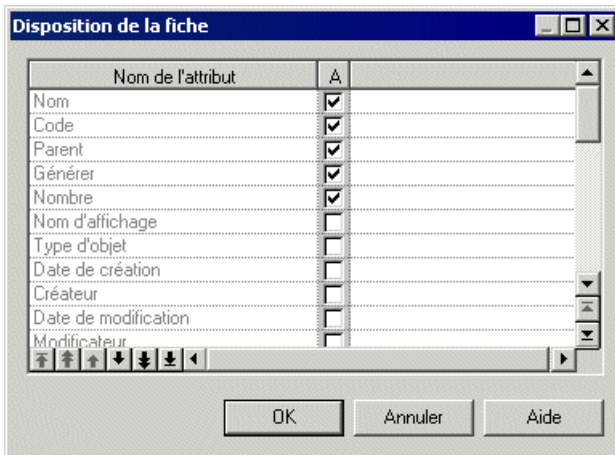 Disposition de la fiche
Nom de l'attribut A
Nom
Code
Parent
Générer
Nombre
Nom d'affichage
Type d'objet
Date de création
Créateur
Date de modification
Modificateur
OK Annuler Aide